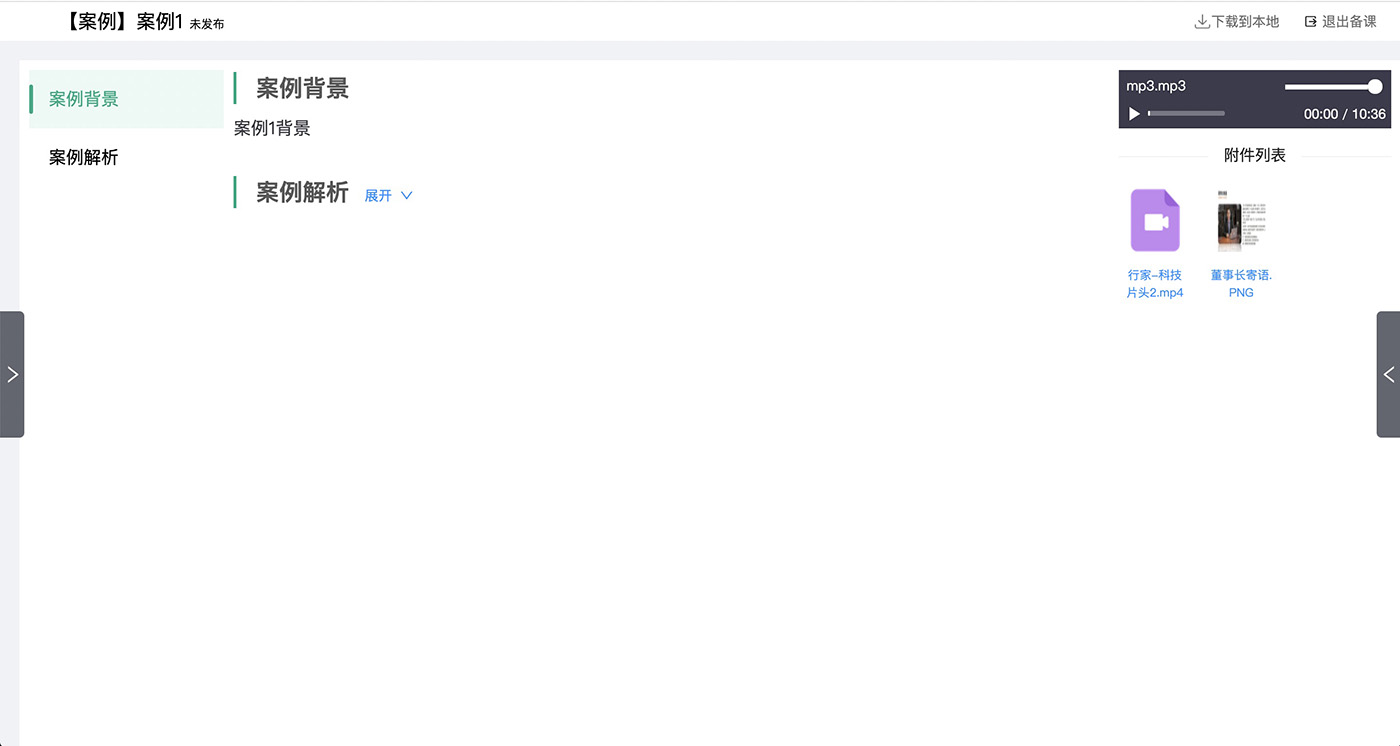 【案例】案例1 未发布
下载到本地 退出备课
案例背景
案例解析
案例背景
案例1背景
案例解析 展开
mp3.mp3
00:00 / 10:36
附件列表
行家-科技
片头2.mp4
董事长寄语.
PNG